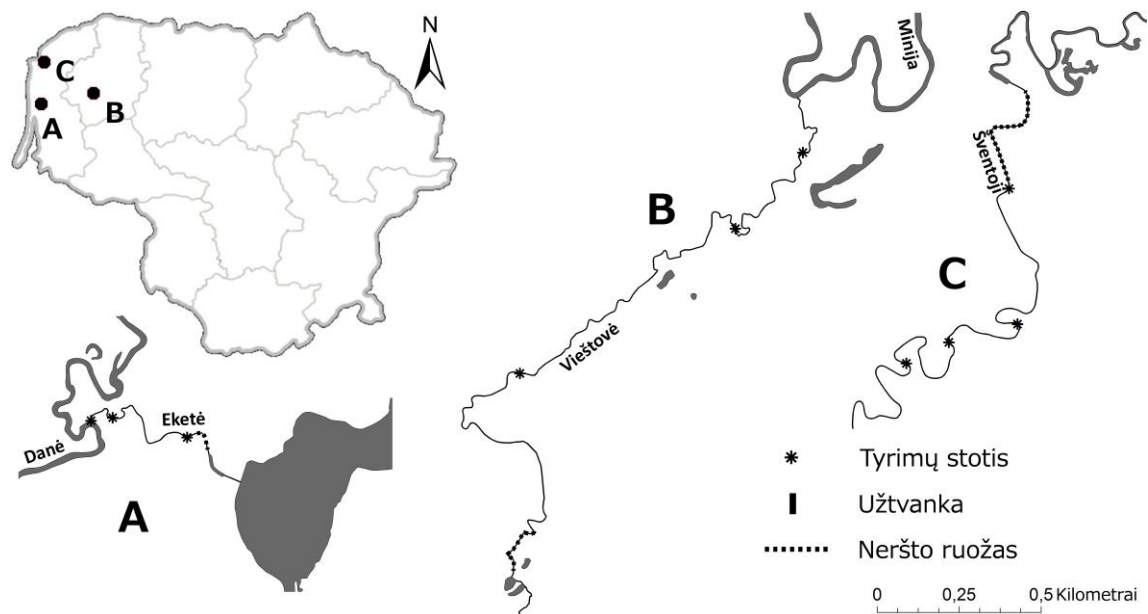 N
C
B
A
Minija
Šventoji
B
C
Vieštovė
Eketė
Danė
A
Tyrimų stotis
Užtvanka
Neršto ruožas
0 0,25 0,5 Kilometrai